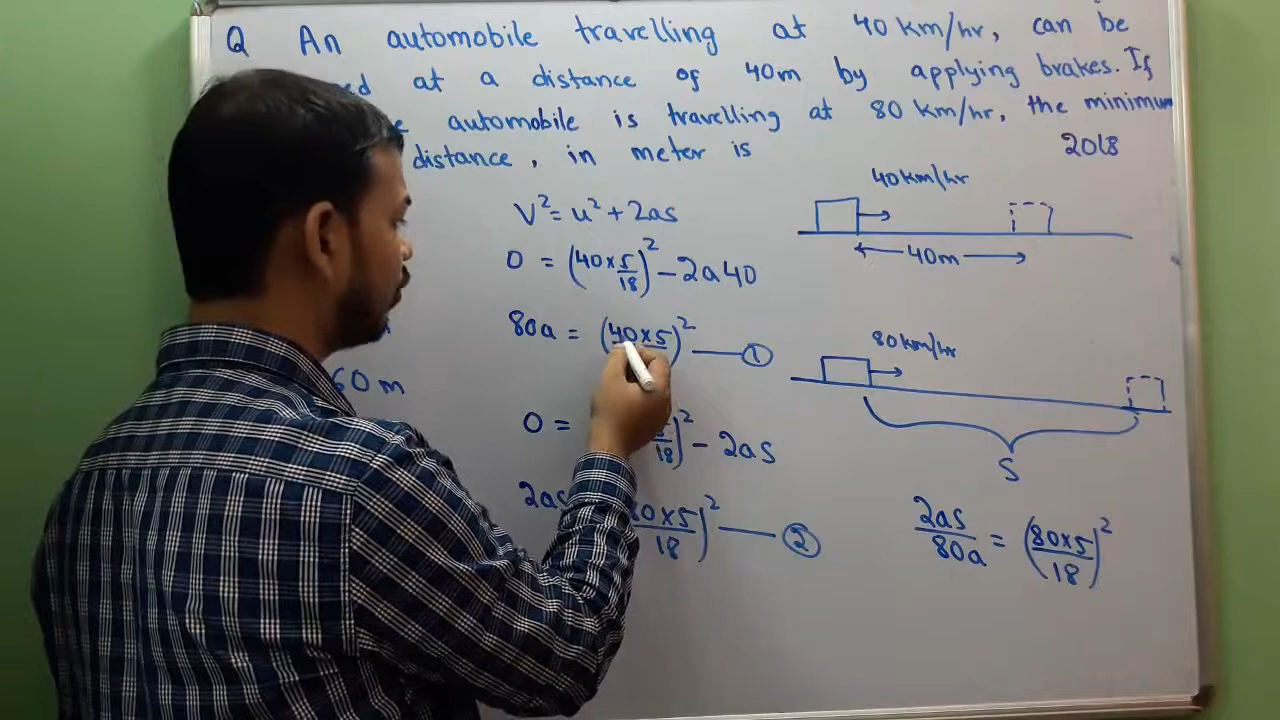 Q An automobile travelling at 40 km/hr, can be
at a distance of 40m by applying brakes. If
automobile is travelling at 80 km/hr, the minimum
distance, in meter is
2018
V² = u² + 2as
0 = (40×5/18)² - 2a40
80a = (40×5)² ①
60 m
0 = 18)² - 2as
2as 80×5/18)² ②
40km/hr
40m
80km/hr
S
2as/80a = (80×5/18)²